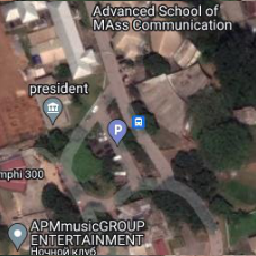 Advanced School of
MAss Communication
president
P
mphi 300
APMmusicGROUP
ENTERTAINMENT
Ночной клуб